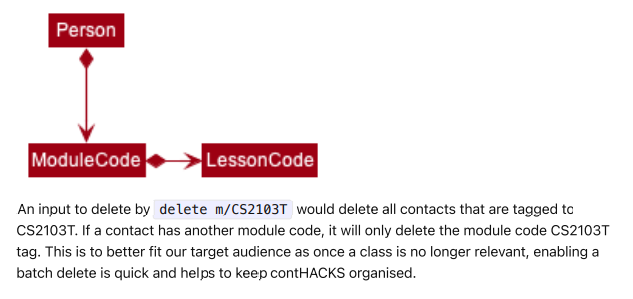 Person
ModuleCode
LessonCode
An input to delete by delete m/CS2103T would delete all contacts that are tagged to
CS2103T. If a contact has another module code, it will only delete the module code CS2103T
tag. This is to better fit our target audience as once a class is no longer relevant, enabling a
batch delete is quick and helps to keep contHACKS organised.